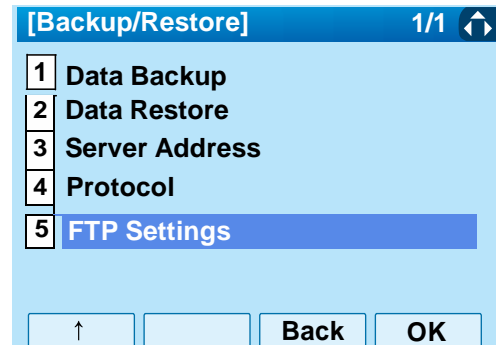 [Backup/Restore] 1/1
1 Data Backup
2 Data Restore
3 Server Address
4 Protocol
5 FTP Settings
↑ Back OK